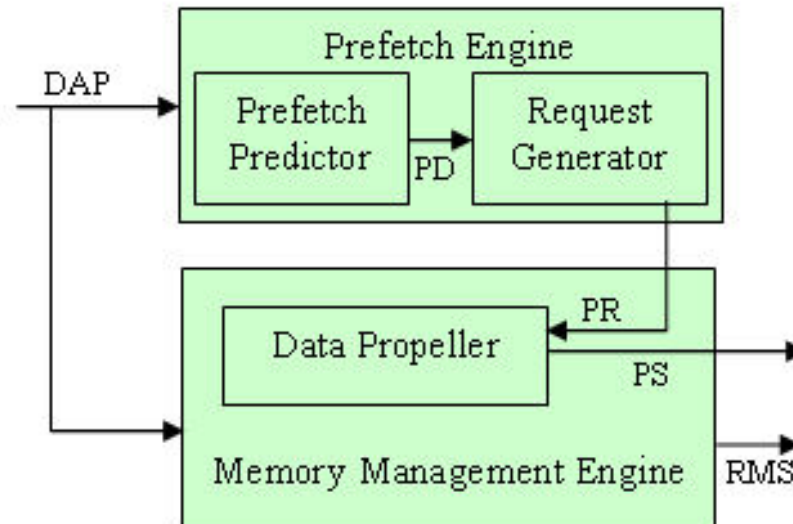 Prefetch Engine
DAP
Prefetch
Predictor
PD
Request
Generator
PR
Data Propeller
PS
Memory Management Engine
RMS